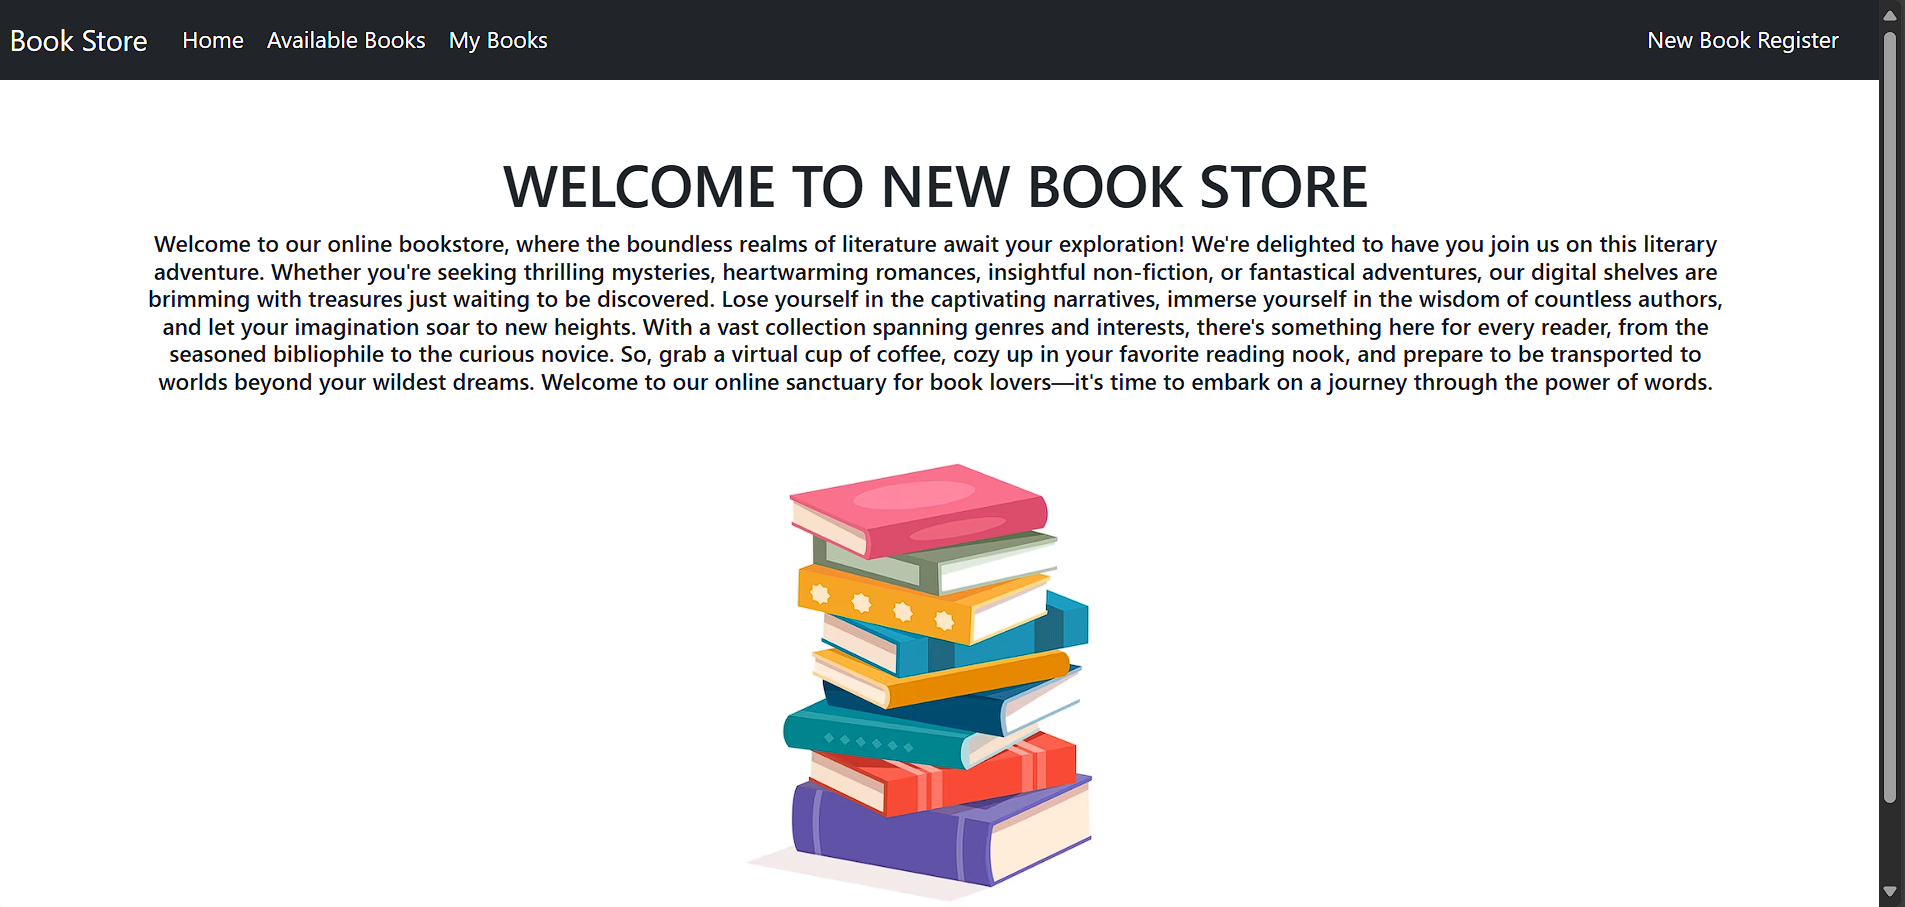 Book Store Home Available Books My Books New Book Register
WELCOME TO NEW BOOK STORE
Welcome to our online bookstore, where the boundless realms of literature await your exploration! We're delighted to have you join us on this literary
adventure. Whether you're seeking thrilling mysteries, heartwarming romances, insightful non-fiction, or fantastical adventures, our digital shelves are
brimming with treasures just waiting to be discovered. Lose yourself in the captivating narratives, immerse yourself in the wisdom of countless authors,
and let your imagination soar to new heights. With a vast collection spanning genres and interests, there's something here for every reader, from the
seasoned bibliophile to the curious novice. So, grab a virtual cup of coffee, cozy up in your favorite reading nook, and prepare to be transported to
worlds beyond your wildest dreams. Welcome to our online sanctuary for book lovers—it's time to embark on a journey through the power of words.